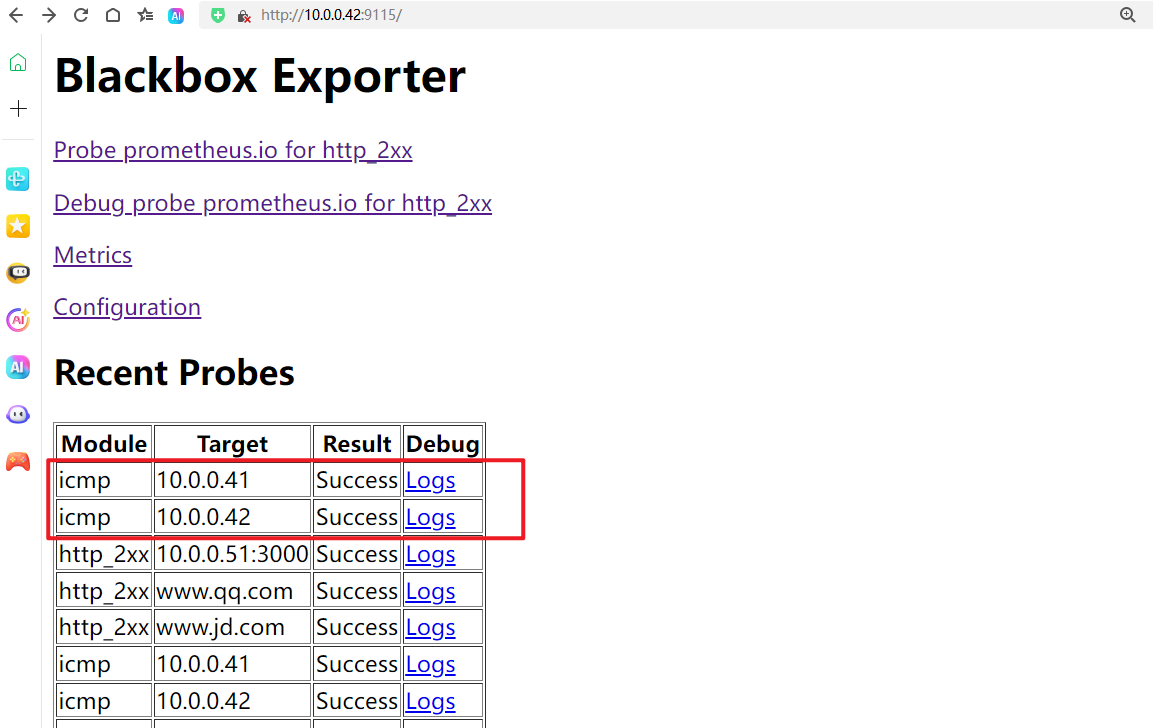 http://10.0.0.42:9115/
Blackbox Exporter
Probe prometheus.io for http_2xx
Debug probe prometheus.io for http_2xx
Metrics
Configuration
Recent Probes
Module Target Result Debug
icmp 10.0.0.41 Success Logs
icmp 10.0.0.42 Success Logs
http_2xx 10.0.0.51:3000 Success Logs
http_2xx www.qq.com Success Logs
http_2xx www.jd.com Success Logs
icmp 10.0.0.41 Success Logs
icmp 10.0.0.42 Success Logs
AI
AI
AI